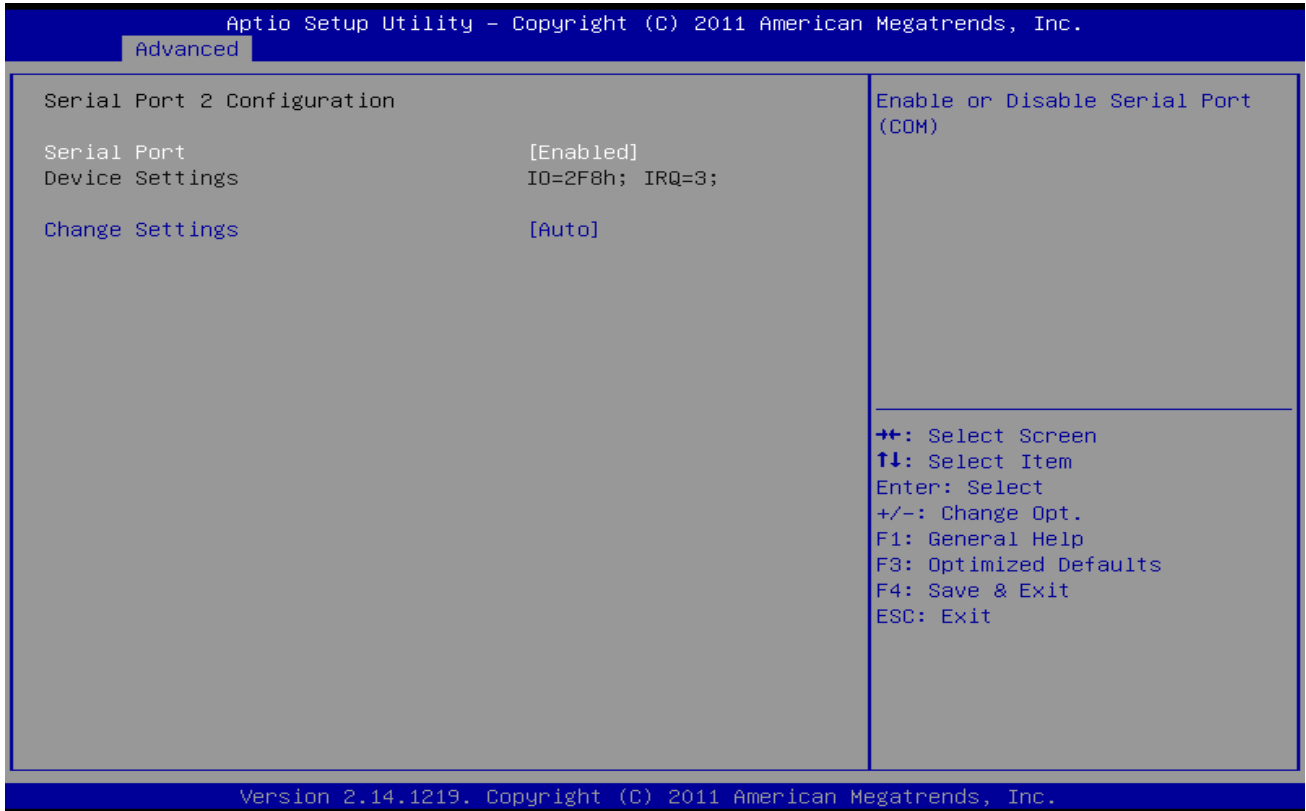 Aptio Setup Utility – Copyright (C) 2011 American Megatrends, Inc.
Advanced
Serial Port 2 Configuration
Serial Port [Enabled]
Device Settings IO=2F8h; IRQ=3;
Change Settings [Auto]
Enable or Disable Serial Port
(COM)
→←: Select Screen
↑↓: Select Item
Enter: Select
+/-: Change Opt.
F1: General Help
F3: Optimized Defaults
F4: Save & Exit
ESC: Exit
Version 2.14.1219. Copyright (C) 2011 American Megatrends, Inc.